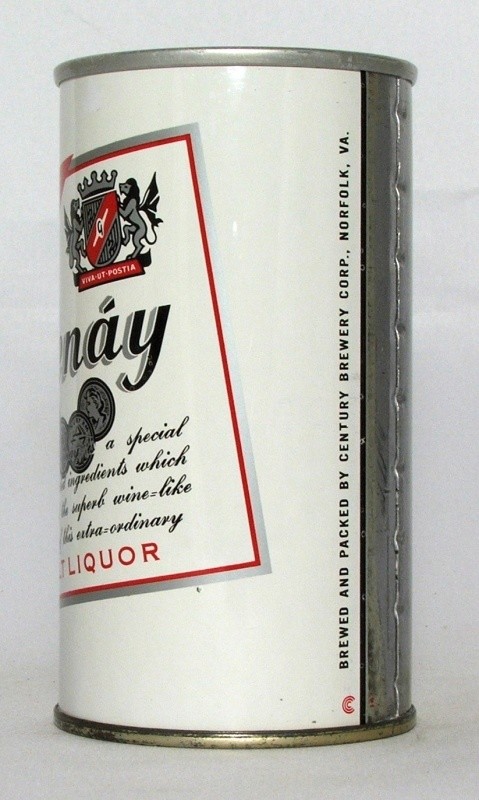 VIVA·UT·POSTIA
náy
a special
ingredients which
superb wine=like
this extra=ordinary
LIQUOR
BREWED AND PACKED BY CENTURY BREWERY CORP., NORFOLK, VA.